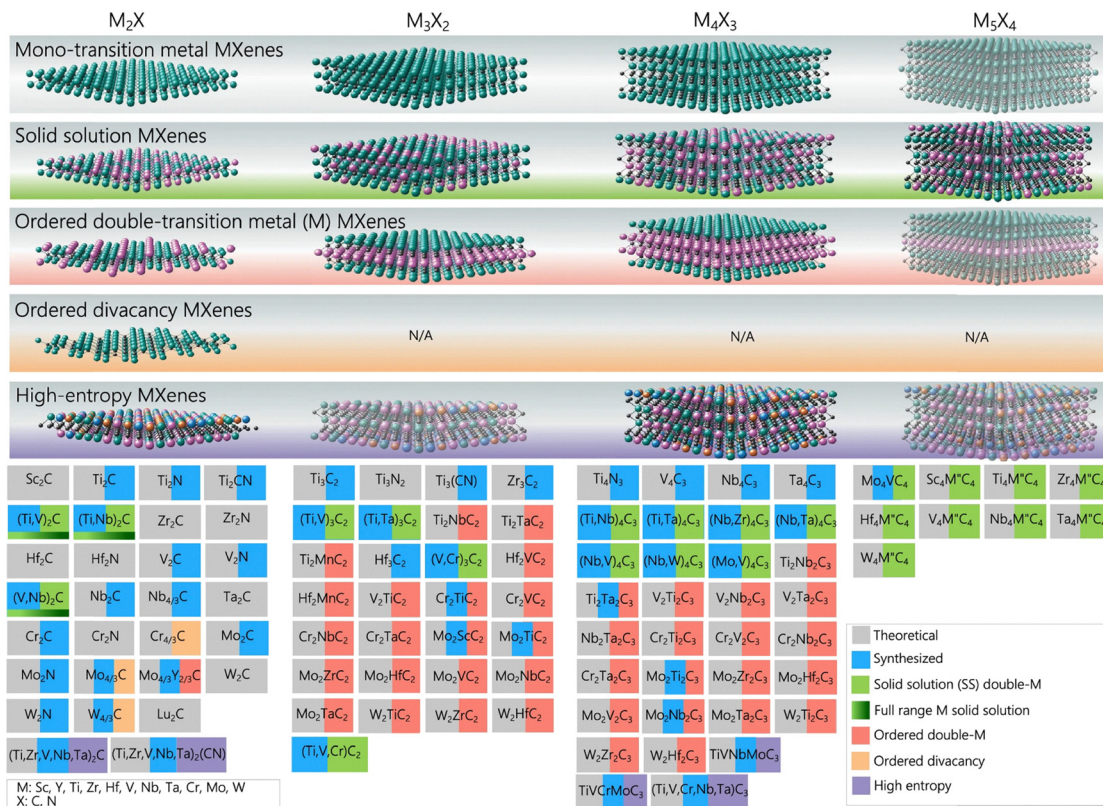 M₂X M₃X₂ M₄X₃ M₅X₄
Mono-transition metal MXenes
Solid solution MXenes
Ordered double-transition metal (M) MXenes
Ordered divacancy MXenes
N/A N/A N/A
High-entropy MXenes
Sc₂C Ti₂C Ti₂N Ti₂CN
(Ti,V)₂C (Ti,Nb)₂C Zr₂C Zr₂N
Hf₂C Hf₂N V₂C V₂N
(V,Nb)₂C Nb₂C Nb₄/₃C Ta₂C
Cr₂C Cr₂N Cr₄/₃C Mo₂C
Mo₂N Mo₄/₃C Mo₄/₃Y₂/₃C W₂C
W₂N W₄/₃C Lu₂C
(Ti,Zr,V,Nb,Ta)₂C (Ti,Zr,V,Nb,Ta)₂(CN)
M: Sc, Y, Ti, Zr, Hf, V, Nb, Ta, Cr, Mo, W
X: C, N
Ti₃C₂ Ti₃N₂ Ti₃(CN) Zr₃C₂
(Ti,V)₃C₂ (Ti,Ta)₃C₂ Ti₂NbC₂ Ti₂TaC₂
Ti₂MnC₂ Hf₃C₂ (V,Cr)₃C₂ Hf₂VC₂
Hf₂MnC₂ V₂TiC₂ Cr₂TiC₂ Cr₂VC₂
Cr₂NbC₂ Cr₂TaC₂ Mo₂ScC₂ Mo₂TiC₂
Mo₂ZrC₂ Mo₂HfC₂ Mo₂VC₂ Mo₂NbC₂
Mo₂TaC₂ W₂TiC₂ W₂ZrC₂ W₂HfC₂
(Ti,V,Cr)C₂
Ti₄N₃ V₄C₃ Nb₄C₃ Ta₄C₃
(Ti,Nb)₄C₃ (Ti,Ta)₄C₃ (Nb,Zr)₄C₃ (Nb,Ta)₄C₃
(Nb,V)₄C₃ (Nb,W)₄C₃ (Mo,V)₄C₃ Ti₂Nb₂C₃
Ti₂Ta₂C₃ V₂Ti₂C₃ V₂Nb₂C₃ V₂Ta₂C₃
Nb₂Ta₂C₃ Cr₂Ti₂C₃ Cr₂V₂C₃ Cr₂Nb₂C₃
Cr₂Ta₂C₃ Mo₂Ti₂C₃ Mo₂Zr₂C₃ Mo₂Hf₂C₃
Mo₂V₂C₃ Mo₂Nb₂C₃ Mo₂Ta₂C₃ W₂Ti₂C₃
W₂Zr₂C₃ W₂Hf₂C₃ TiVNbMoC₃
TiVCrMoC₃ (Ti,V,Cr,Nb,Ta)C₃
Mo₄VC₄ Sc₄M"C₄ Ti₄M"C₄ Zr₄M"C₄
Hf₄M"C₄ V₄M"C₄ Nb₄M"C₄ Ta₄M"C₄
W₄M"C₄
Theoretical
Synthesized
Solid solution (SS) double-M
Full range M solid solution
Ordered double-M
Ordered divacancy
High entropy